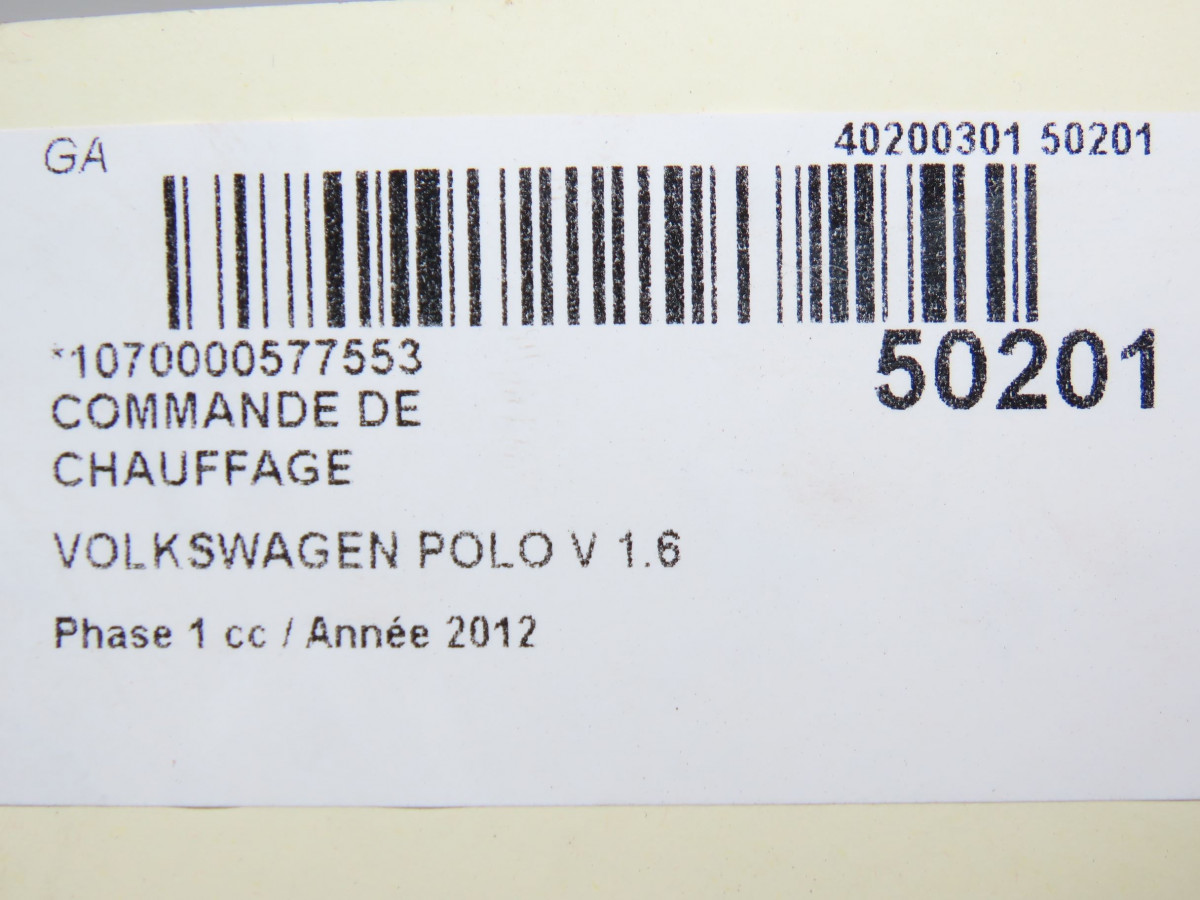 GA
40200301 50201
*1070000577553
50201
COMMANDE DE
CHAUFFAGE
VOLKSWAGEN POLO V 1.6
Phase 1 cc / Année 2012